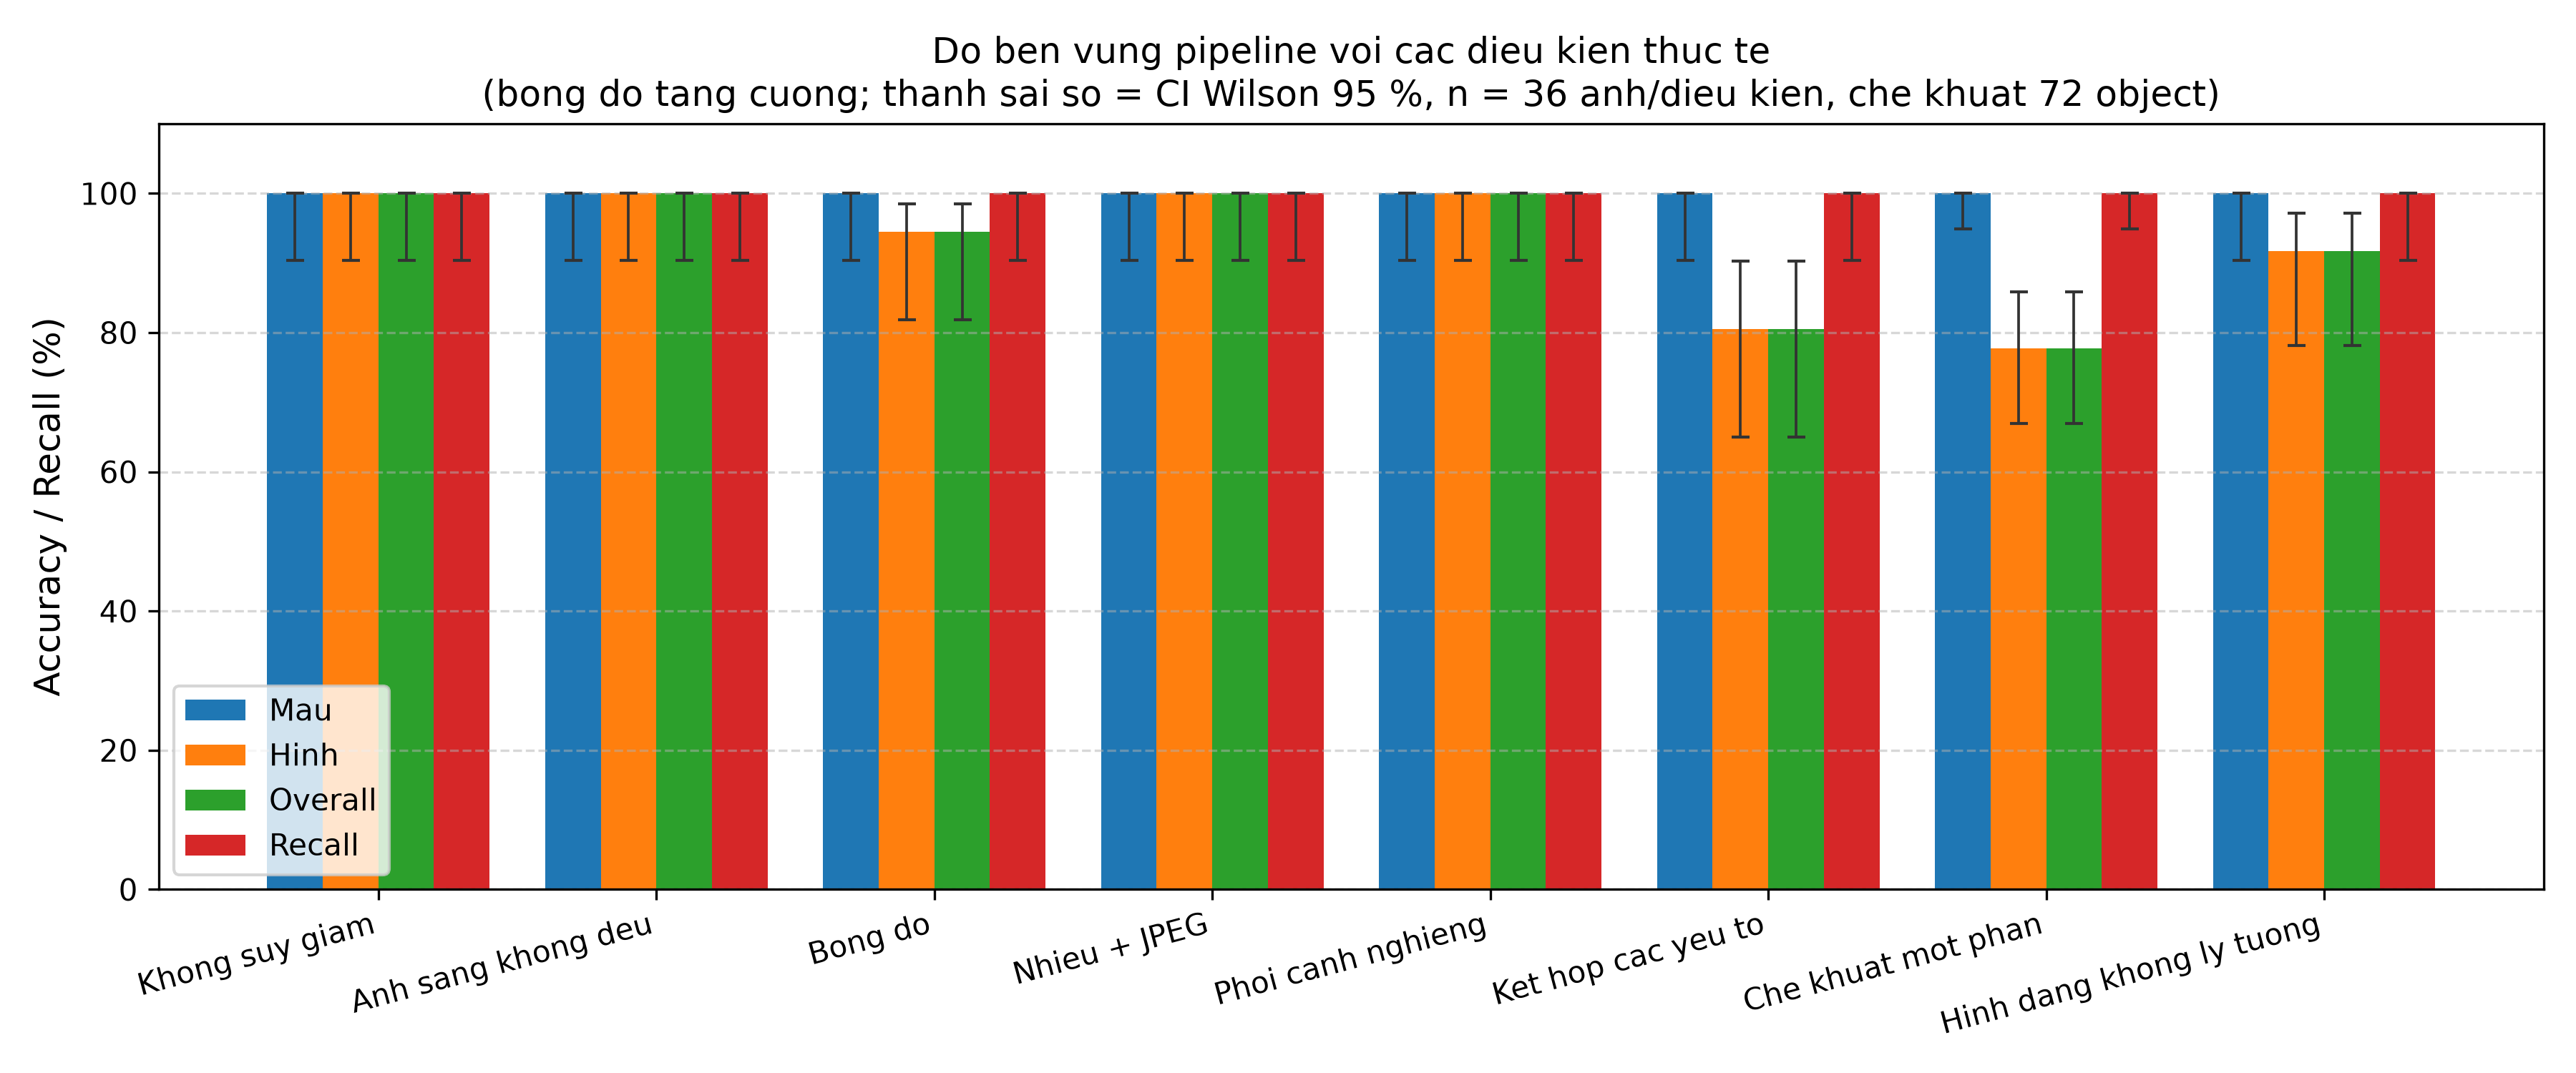 Do ben vung pipeline voi cac dieu kien thuc te
(bong do tang cuong; thanh sai so = CI Wilson 95 %, n = 36 anh/dieu kien, che khuat 72 object)
Accuracy / Recall (%)
100
80
60
40
20
0
Mau
Hinh
Overall
Recall
Khong suy giam
Anh sang khong deu
Bong do
Nhieu + JPEG
Phoi canh nghieng
Ket hop cac yeu to
Che khuat mot phan
Hinh dang khong ly tuong